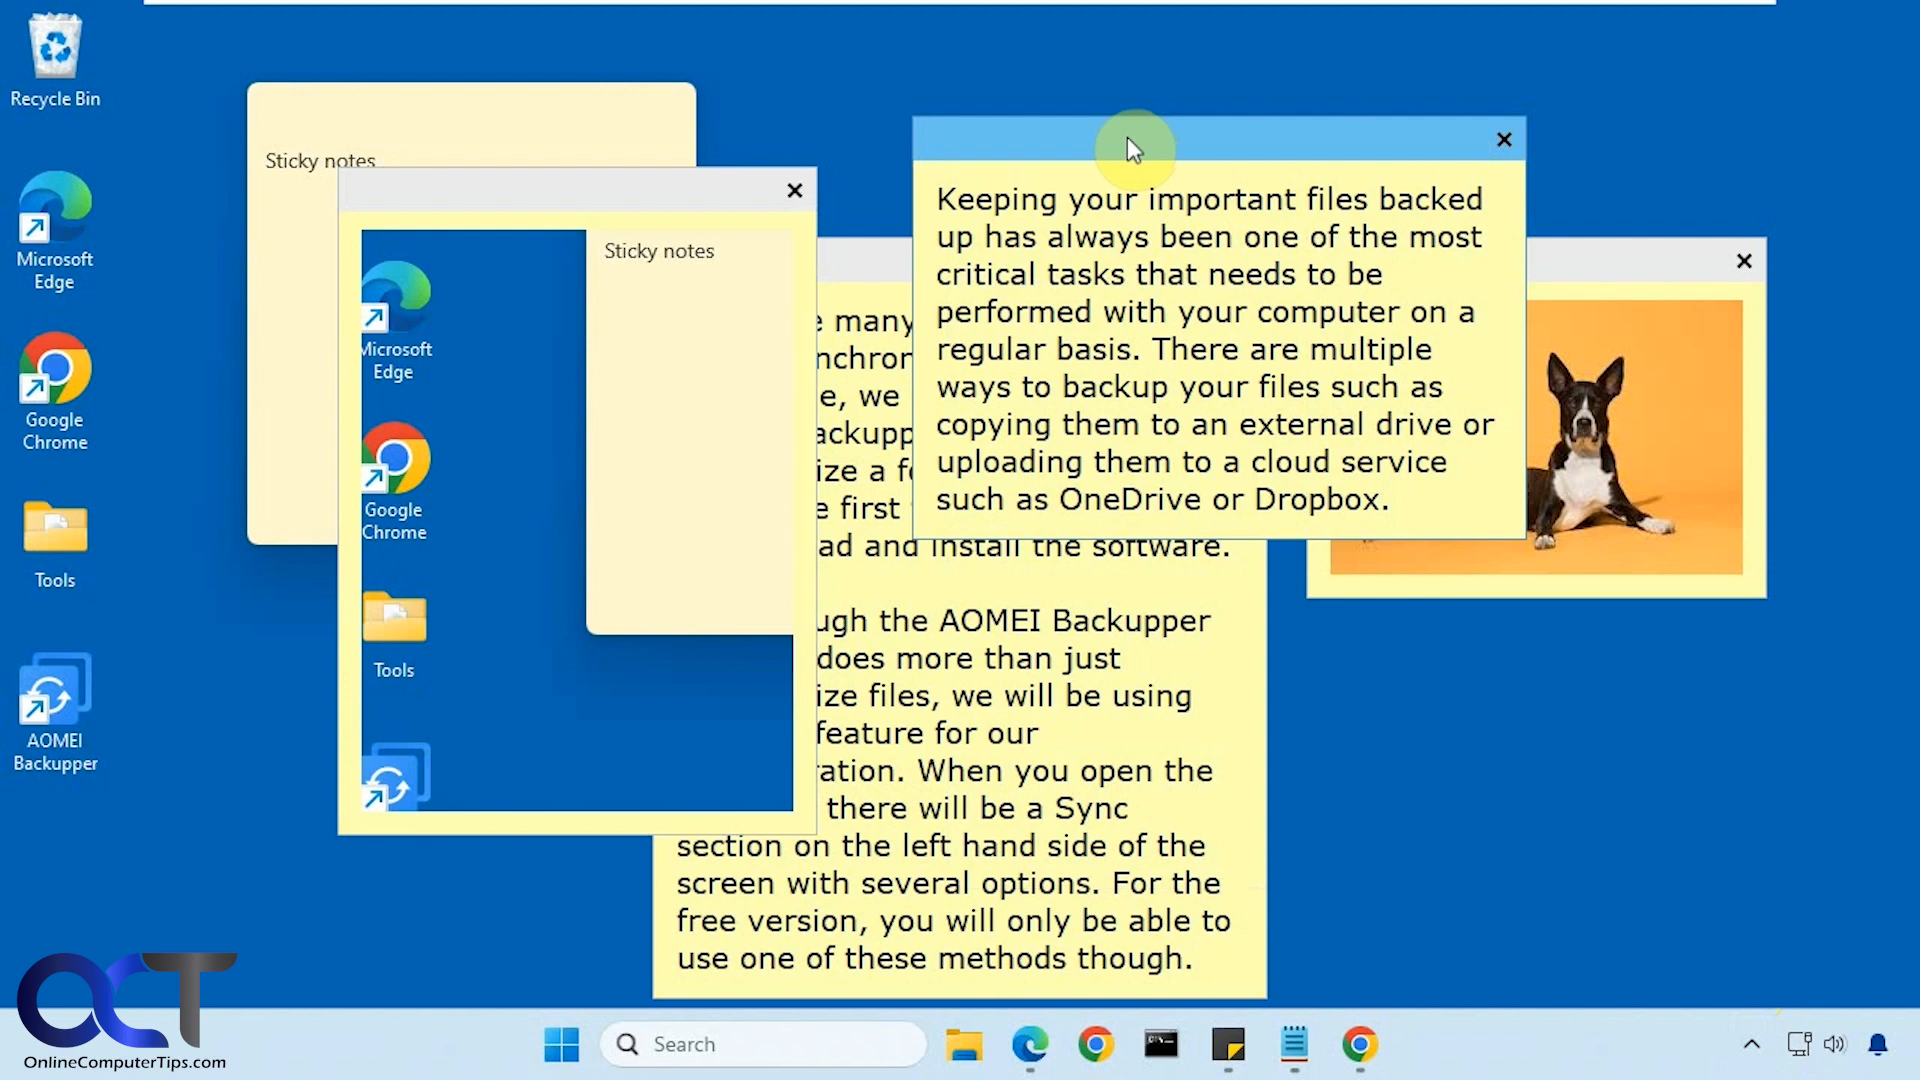 Recycle Bin
Microsoft
Edge
Google
Chrome
Tools
AOMEI
Backupper
Sticky notes
Sticky notes
Microsoft
Edge
Google
Chrome
Tools
Keeping your important files backed
up has always been one of the most
critical tasks that needs to be
performed with your computer on a
regular basis. There are multiple
ways to backup your files such as
copying them to an external drive or
uploading them to a cloud service
such as OneDrive or Dropbox.
many
e, we
ize a
first
ad and install the software.
ugh the AOMEI Backupper
does more than just
ize files, we will be using
feature for our
ration. When you open the
there will be a Sync
section on the left hand side of the
screen with several options. For the
free version, you will only be able to
use one of these methods though.
OCT
OnlineComputerTips.com
Search